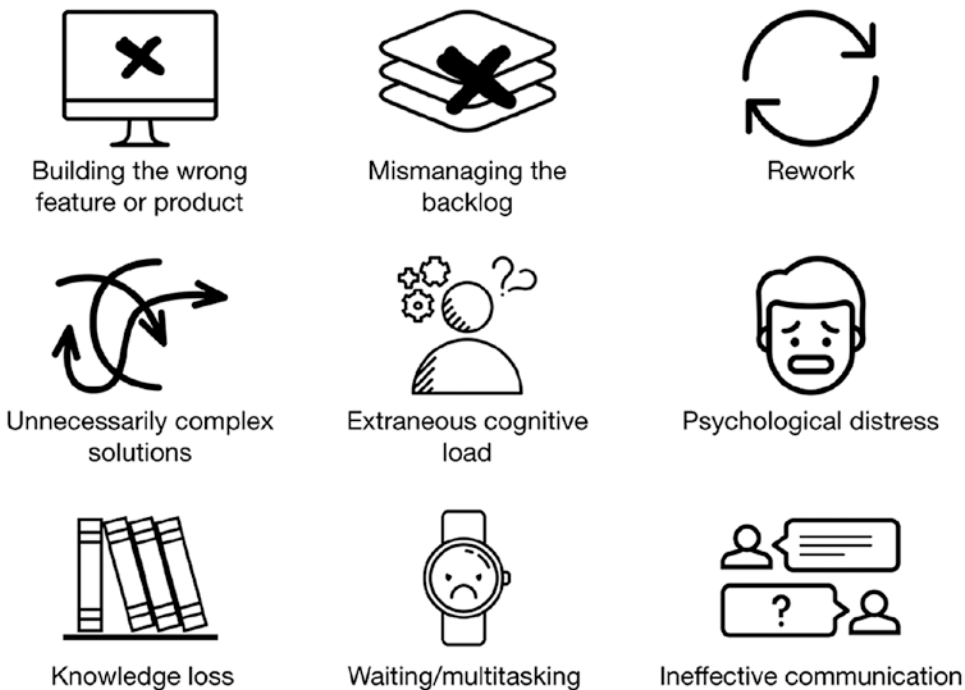 Building the wrong
feature or product
Mismanaging the
backlog
Rework
Unnecessarily complex
solutions
Extraneous cognitive
load
Psychological distress
Knowledge loss
Waiting/multitasking
?
Ineffective communication